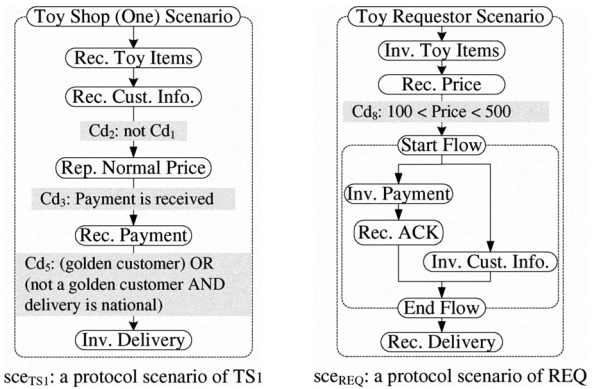 Toy Shop (One) Scenario
Rec. Toy Items
Rec. Cust. Info.
Cd2: not Cd1
Rep. Normal Price
Cd3: Payment is received
Rec. Payment
Cd5: (golden customer) OR
(not a golden customer AND
delivery is national)
Inv. Delivery
sceTS1: a protocol scenario of TS1
Toy Requestor Scenario
Inv. Toy Items
Rec. Price
Cd8: 100 < Price < 500
Start Flow
Inv. Payment
Rec. ACK
Inv. Cust. Info.
End Flow
Rec. Delivery
sceREQ: a protocol scenario of REQ